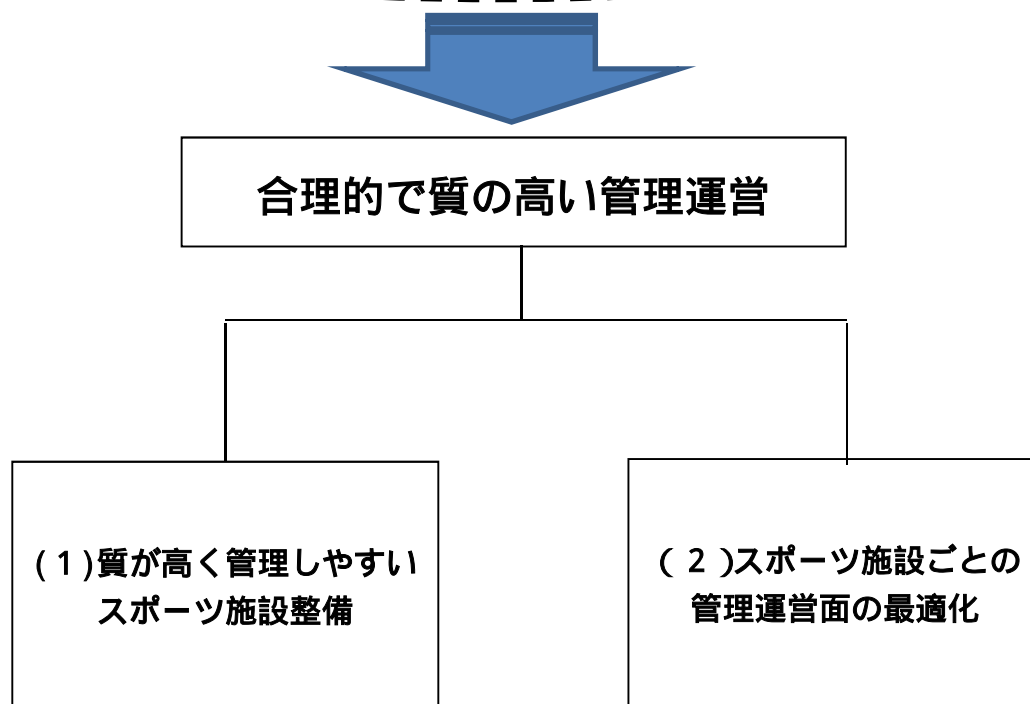 合理的で質の高い管理運営
(1)質が高く管理しやすい
スポーツ施設整備
(2)スポーツ施設ごとの
管理運営面の最適化